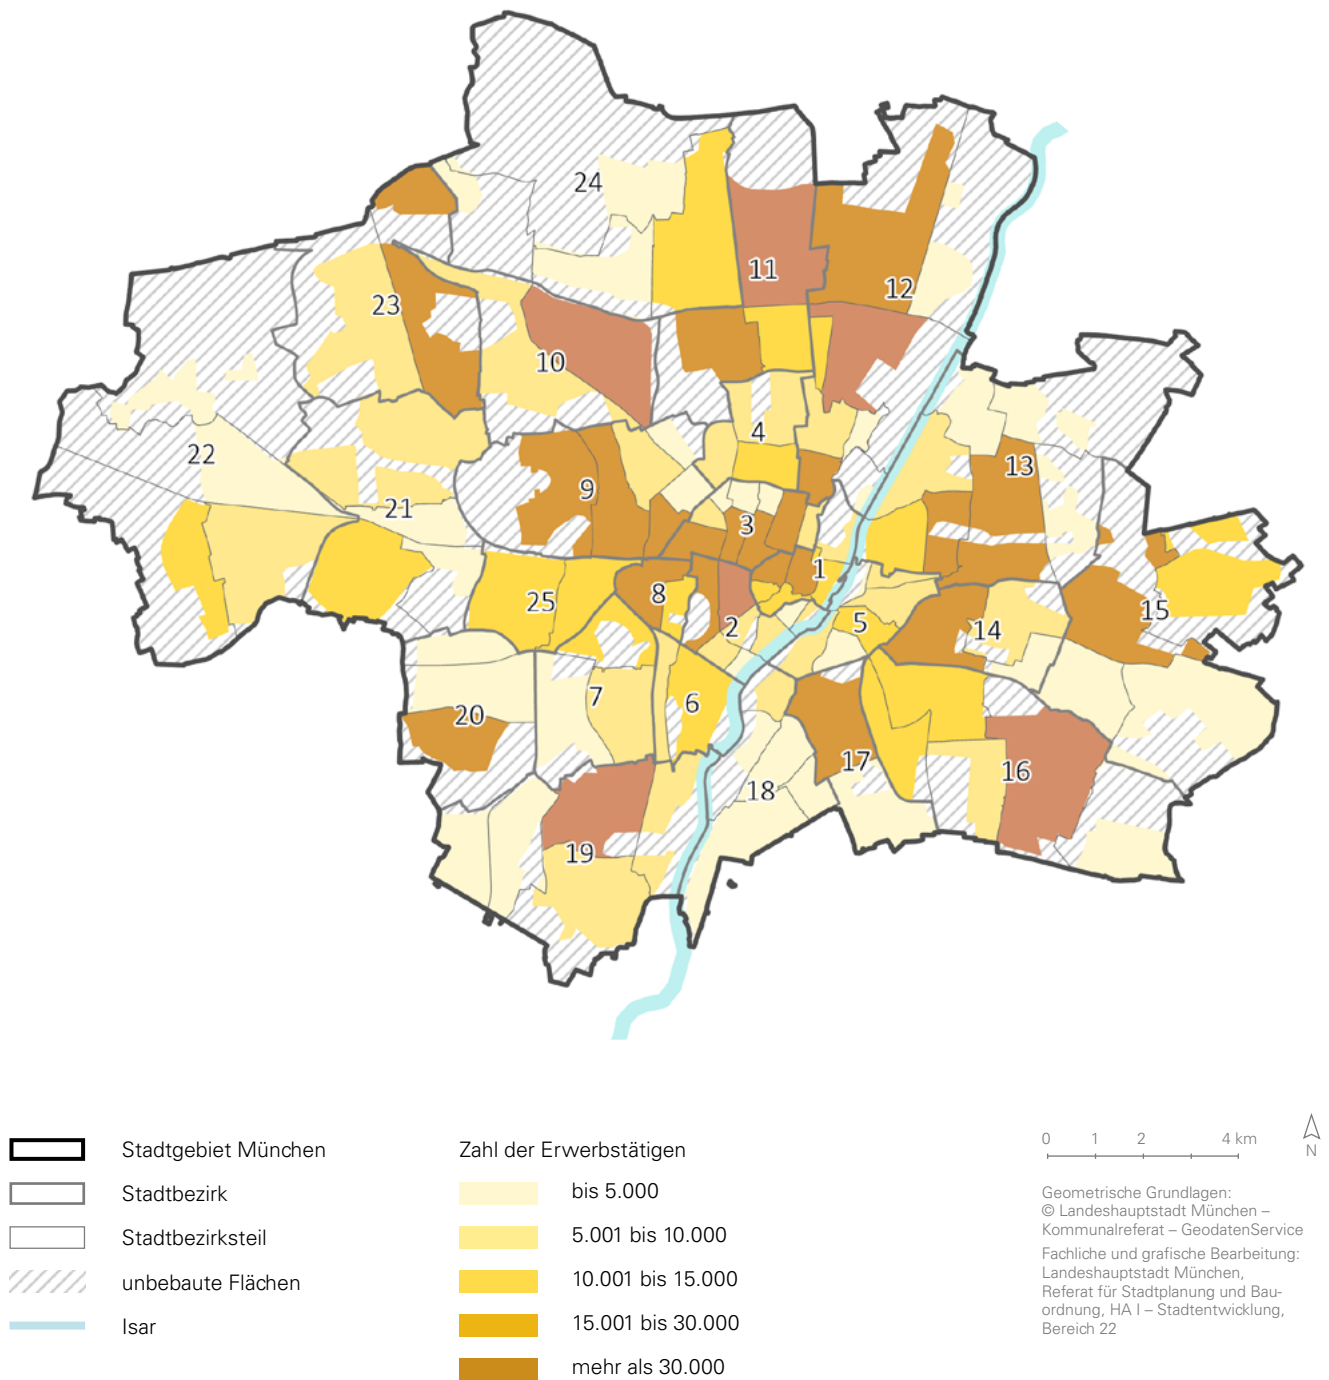 24
11
12
23
10
4
22
13
9
21
3
1
8
25
15
2
5
14
7
6
20
17
16
18
19
Stadtgebiet München
Stadtbezirk
Stadtbezirksteil
unbebaute Flächen
Isar
Zahl der Erwerbstätigen
bis 5.000
5.001 bis 10.000
10.001 bis 15.000
15.001 bis 30.000
mehr als 30.000
0 1 2 4 km
N
Geometrische Grundlagen:
© Landeshauptstadt München –
Kommunalreferat – GeodatenService
Fachliche und grafische Bearbeitung:
Landeshauptstadt München,
Referat für Stadtplanung und Bau-
ordnung, HA I – Stadtentwicklung,
Bereich 22